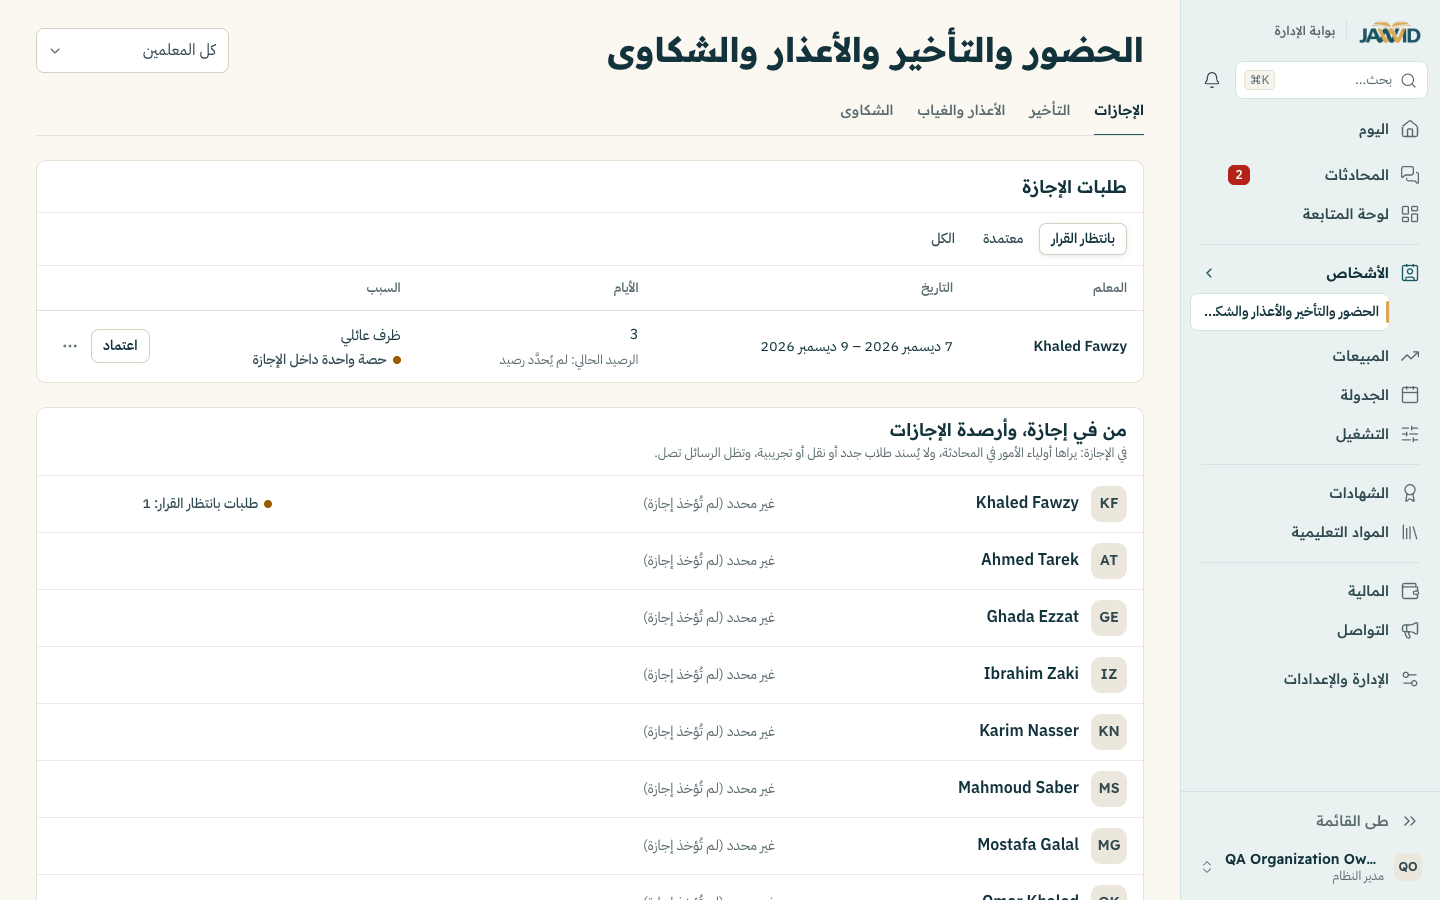 JAWWID
بوابة الإدارة
بحث...
⌘K
اليوم
المحادثات
2
لوحة المتابعة
الأشخاص
الحضور والتأخير والأعذار والشك...
المبيعات
الجدولة
التشغيل
الشهادات
المواد التعليمية
المالية
التواصل
الإدارة والإعدادات
طي القائمة
QO
QA Organization Ow...
مدير النظام
الحضور والتأخير والأعذار والشكاوى
كل المعلمين
الإجازات
التأخير
الأعذار والغياب
الشكاوى
طلبات الإجازة
بانتظار القرار
معتمدة
الكل
المعلم
التاريخ
الأيام
السبب
Khaled Fawzy
7 ديسمبر 2026 – 9 ديسمبر 2026
3
الرصيد الحالي: لم يُحدَّد رصيد
ظرف عائلي
حصة واحدة داخل الإجازة
اعتماد
من في إجازة، وأرصدة الإجازات
في الإجازة: يراها أولياء الأمور في المحادثة، ولا يُسند طلاب جدد أو نقل أو تجريبية، وتظل الرسائل تصل.
KF
Khaled Fawzy
غير محدد (لم تُؤخذ إجازة)
طلبات بانتظار القرار: 1
AT
Ahmed Tarek
غير محدد (لم تُؤخذ إجازة)
GE
Ghada Ezzat
غير محدد (لم تُؤخذ إجازة)
IZ
Ibrahim Zaki
غير محدد (لم تُؤخذ إجازة)
KN
Karim Nasser
غير محدد (لم تُؤخذ إجازة)
MS
Mahmoud Saber
غير محدد (لم تُؤخذ إجازة)
MG
Mostafa Galal
غير محدد (لم تُؤخذ إجازة)